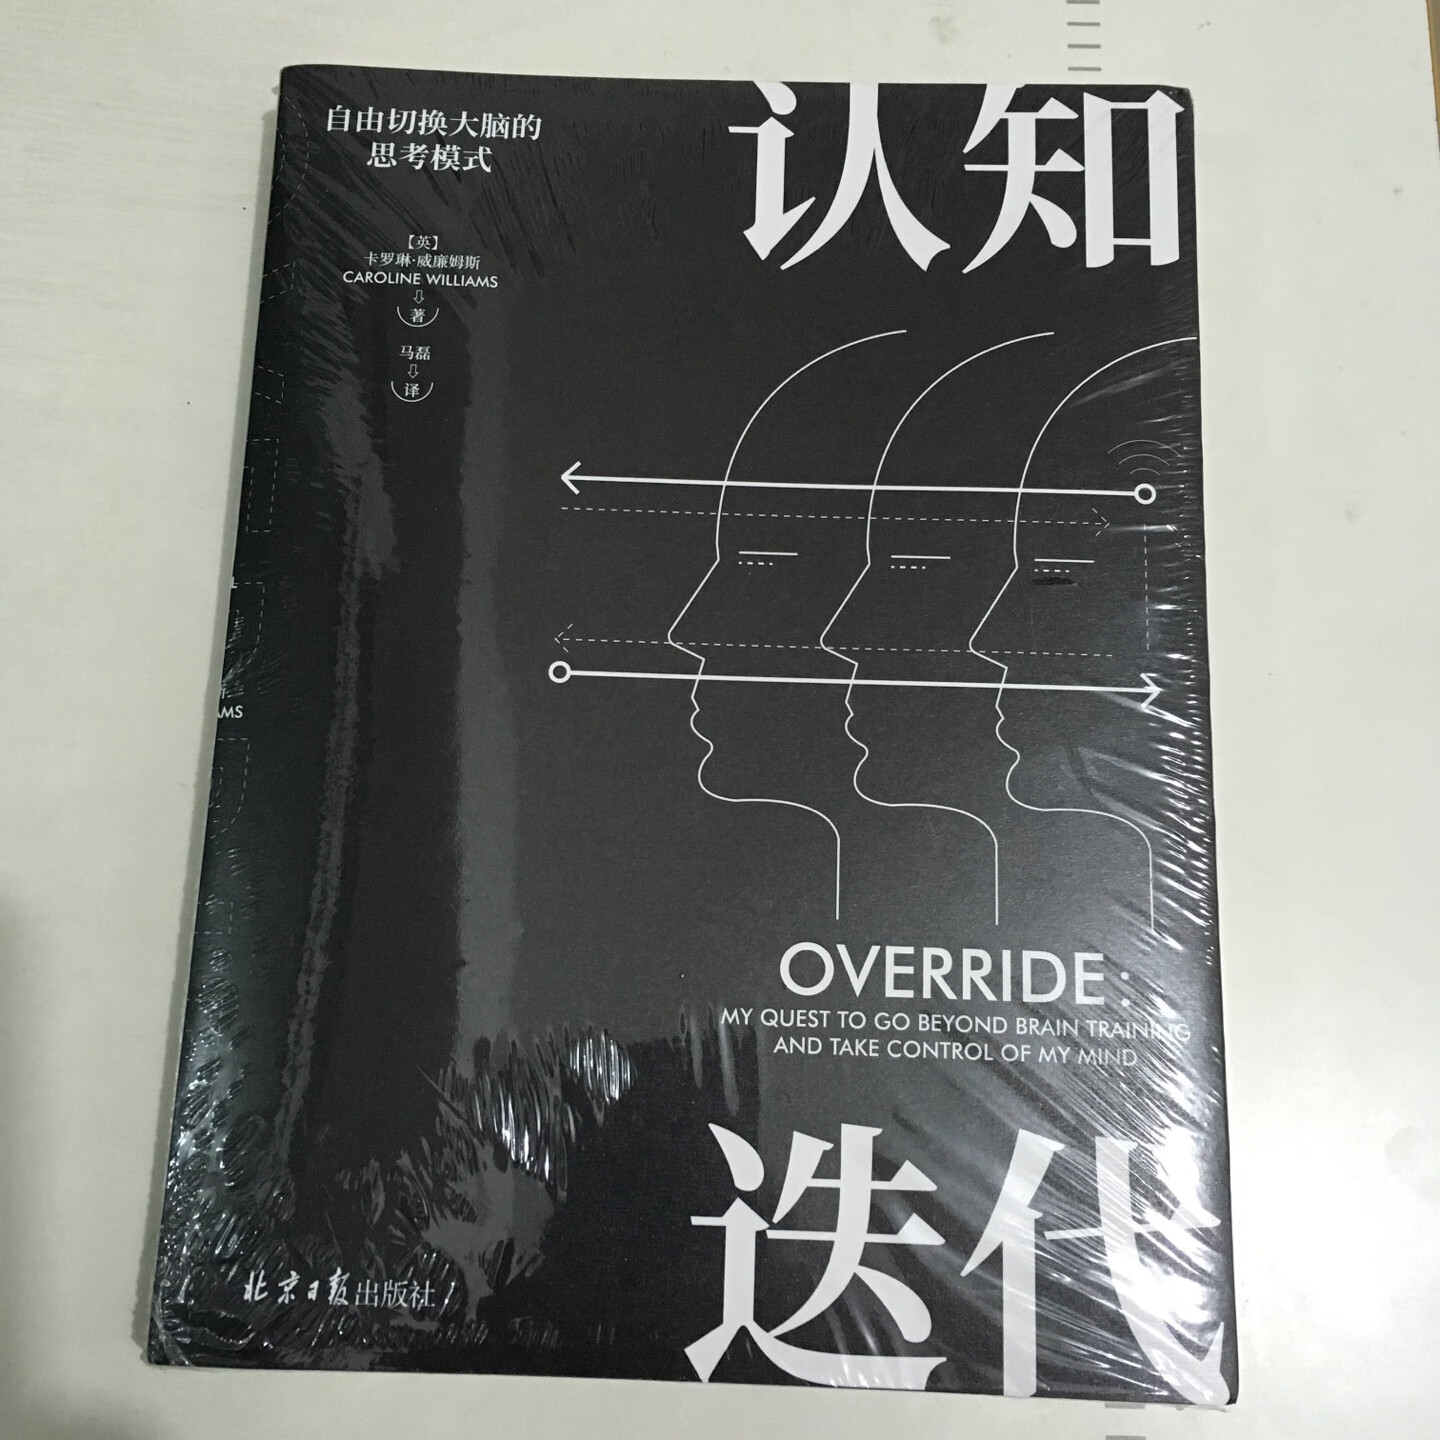 认知
自由切换大脑的
思考模式
【英】
卡罗琳·威廉姆斯
CAROLINE WILLIAMS
著
马磊
译
OVERRIDE:
MY QUEST TO GO BEYOND BRAIN TRAINING
AND TAKE CONTROL OF MY MIND
迭代
北京日报出版社
AMS